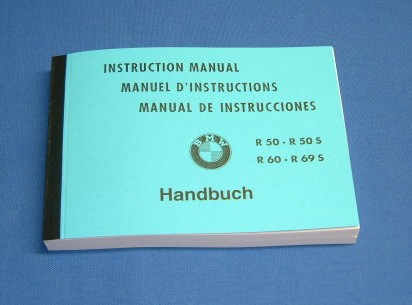 INSTRUCTION MANUAL
MANUEL D'INSTRUCTIONS
MANUAL DE INSTRUCCIONES
BMW
R 50 · R 50 S
R 60 · R 69 S
Handbuch